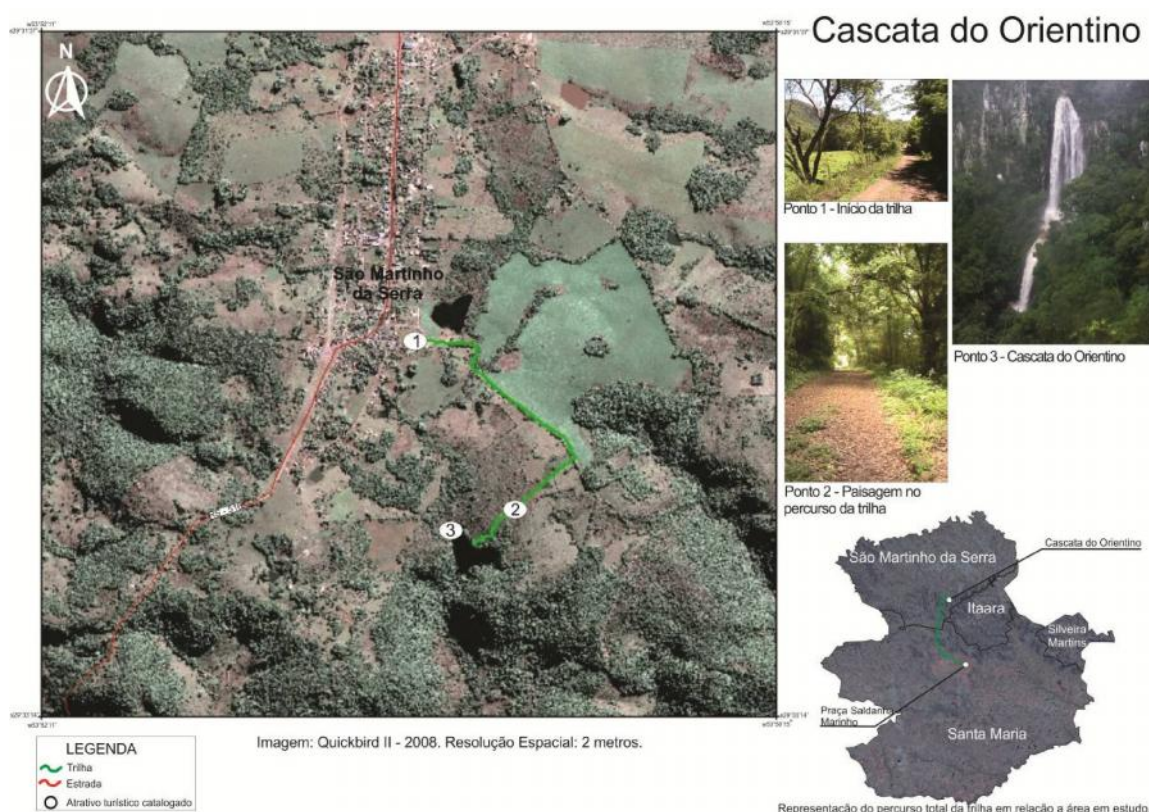 Cascata do Orientino
N
São Martinho
da Serra
1
2
3
Ponto 1 - Início da trilha
Ponto 2 - Paisagem no
percurso da trilha
Ponto 3 - Cascata do Orientino
Cascata do Orientino
São Martinho da Serra
Itaara
Silveira
Martins
Praça Saldanha
Marinho
Santa Maria
Representação do percurso total da trilha em relação a área em estudo
LEGENDA
Trilha
Estrada
Atrativo turístico catalogado
Imagem: Quickbird II - 2008. Resolução Espacial: 2 metros.